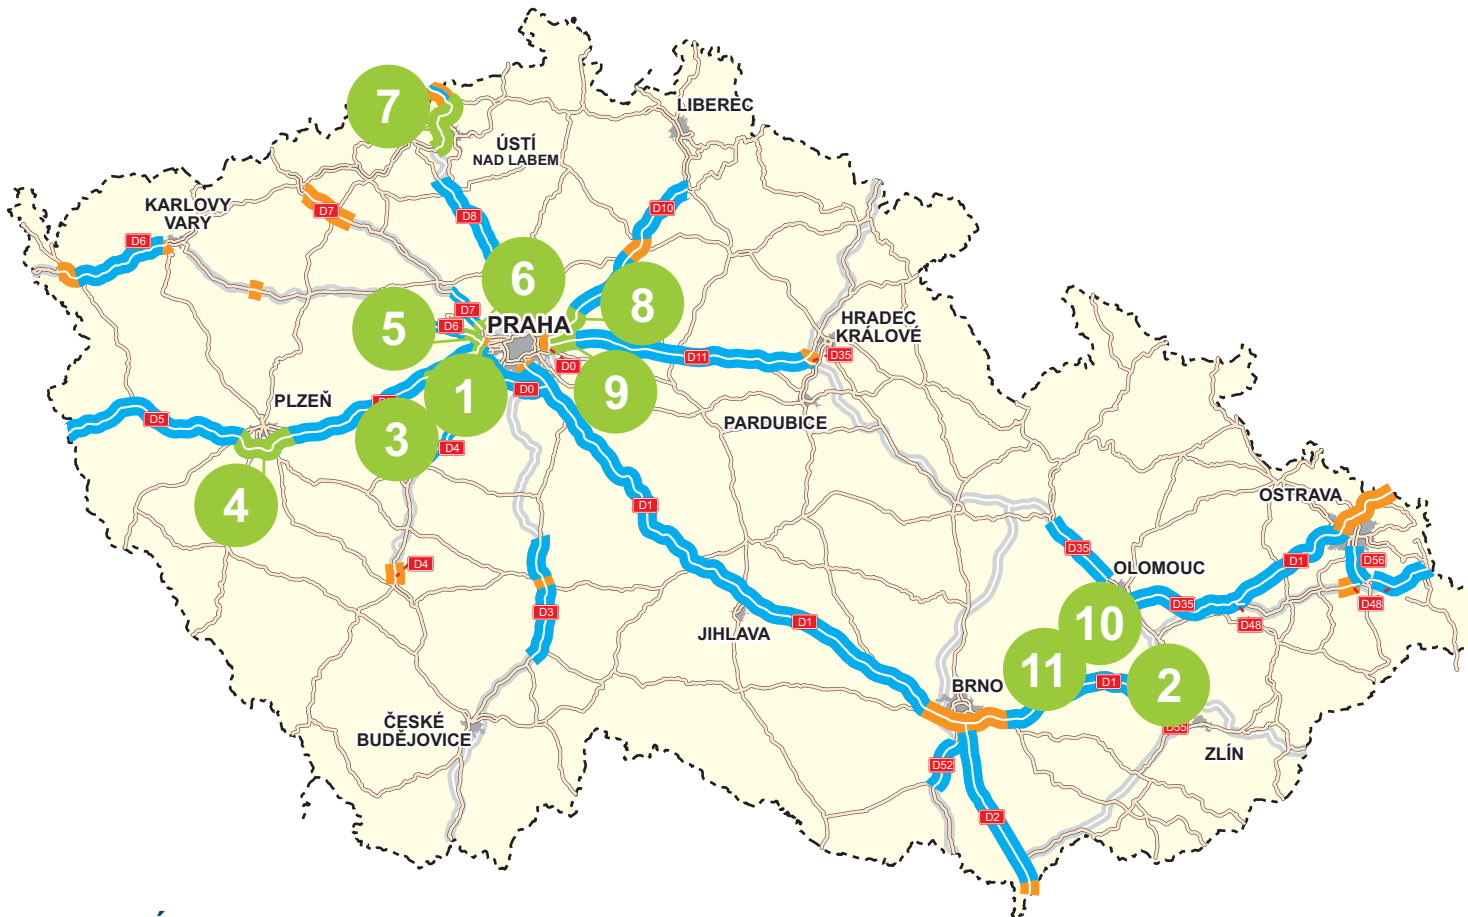 7
LIBEREC
ÚSTÍ
NAD LABEM
KARLOVY
VARY
D7
D8
D10
D6
6
8
D7
D6
5
PRAHA
HRADEC
KRÁLOVÉ
D11
D35
D0
D0
1
9
PLZEŇ
D5
3
D4
PARDUBICE
4
D1
OSTRAVA
D35
D1
D56
OLOMOUC
D4
D3
D35
D48
D48
JIHLAVA
D1
10
11
BRNO
D1
2
D35
ZLÍN
ČESKÉ
BUDĚJOVICE
D52
D2